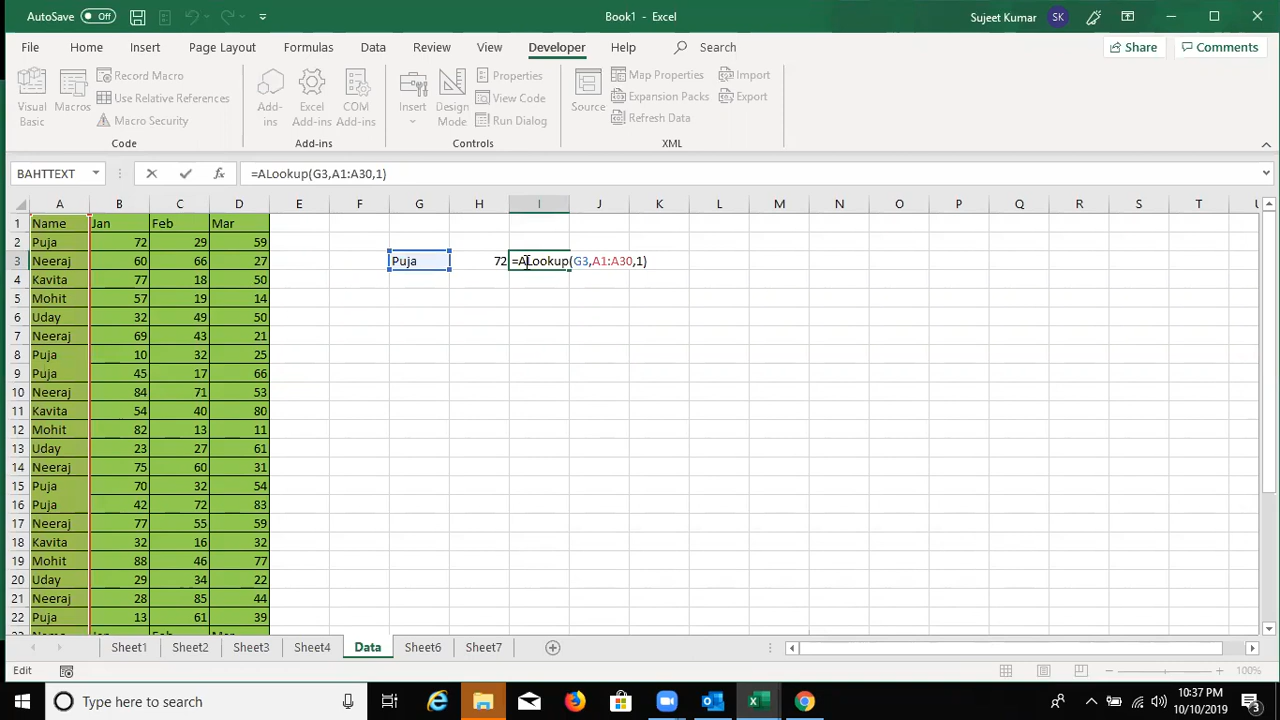 AutoSave Off
Book1 - Excel
Sujeet Kumar SK
File Home Insert Page Layout Formulas Data Review View Developer Help Search Share Comments
Visual Basic
Macros
Record Macro
Use Relative References
Macro Security
Code
Add-ins
Excel Add-ins
COM Add-ins
Add-ins
Insert
Design Mode
Properties
View Code
Run Dialog
Controls
Source
Map Properties
Expansion Packs
Refresh Data
Import
Export
XML
BAHTTEXT fx =ALookup(G3,A1:A30,1)
A B C D E F G H I J K L M N O P Q R S T
1 Name Jan Feb Mar
2 Puja 72 29 59
3 Neeraj 60 66 27 Puja 72 =ALookup(G3,A1:A30,1)
4 Kavita 77 18 50
5 Mohit 57 19 14
6 Uday 32 49 50
7 Neeraj 69 43 21
8 Puja 10 32 25
9 Puja 45 17 66
10 Neeraj 84 71 53
11 Kavita 54 40 80
12 Mohit 82 13 11
13 Uday 23 27 61
14 Neeraj 75 60 31
15 Puja 70 32 54
16 Puja 42 72 83
17 Neeraj 77 55 59
18 Kavita 32 16 32
19 Mohit 88 46 77
20 Uday 29 34 22
21 Neeraj 28 85 44
22 Puja 13 61 39
Name Jan Feb Mar
Sheet1 Sheet2 Sheet3 Sheet4 Data Sheet6 Sheet7
Edit
100%
Type here to search
10:37 PM
10/10/2019
3